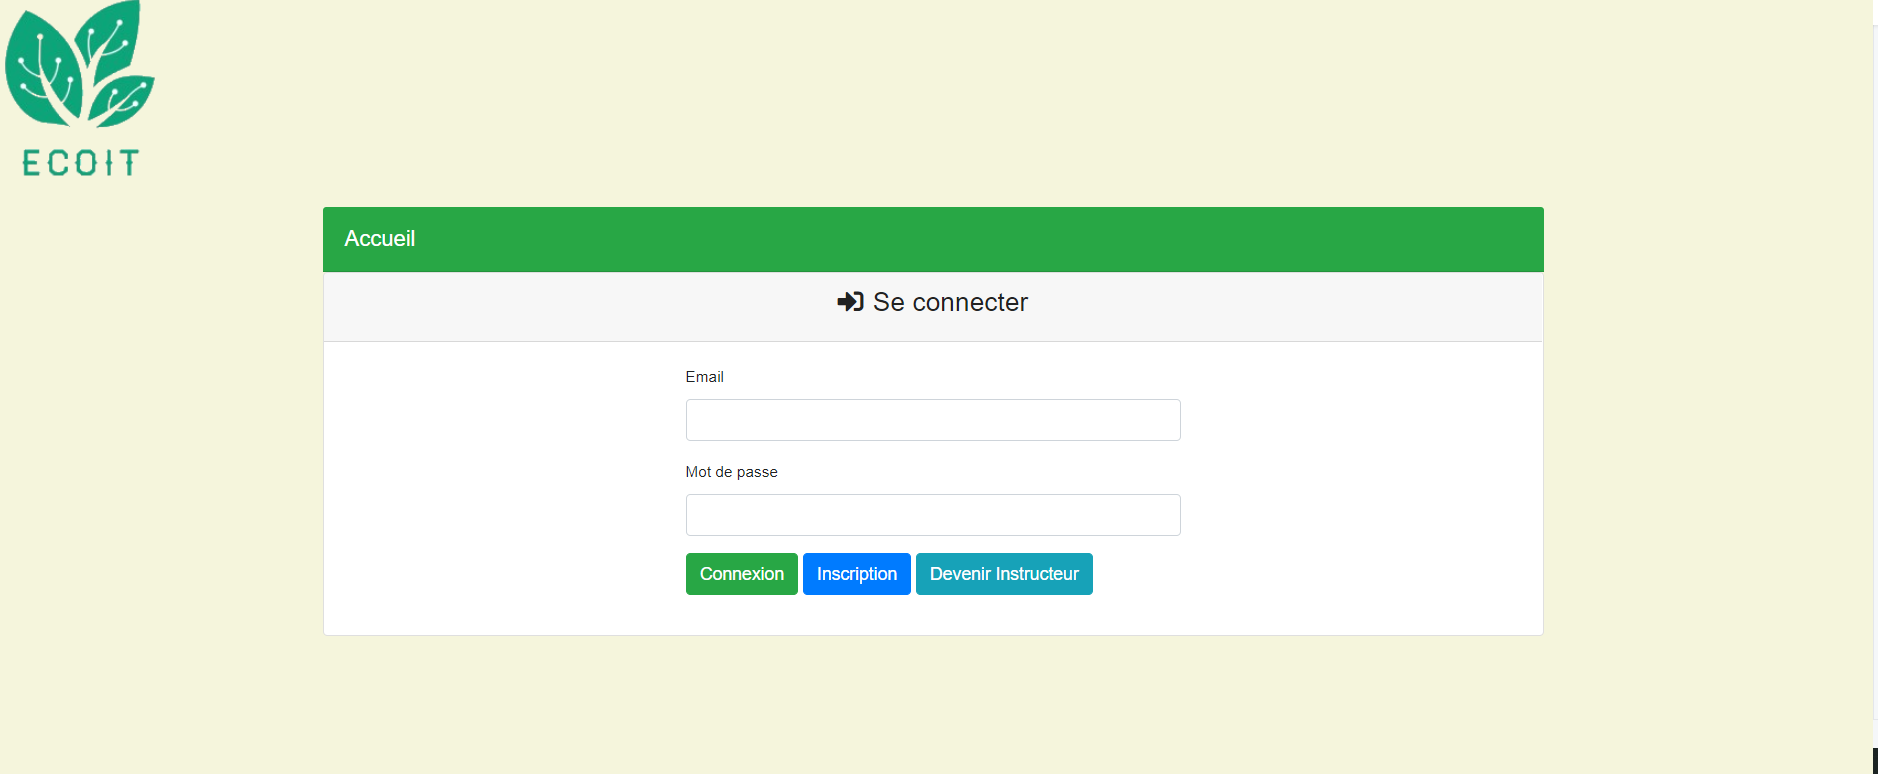 ECOIT
Accueil
Se connecter
Email
Mot de passe
Connexion Inscription Devenir Instructeur